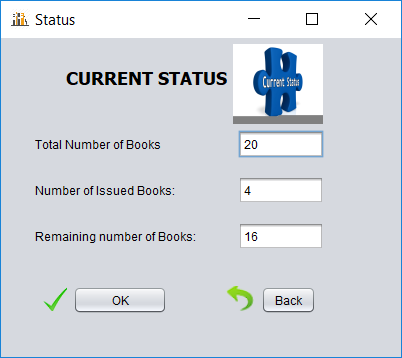 Status
CURRENT STATUS
Current Status
Total Number of Books
20
Number of Issued Books:
4
Remaining number of Books:
16
OK
Back